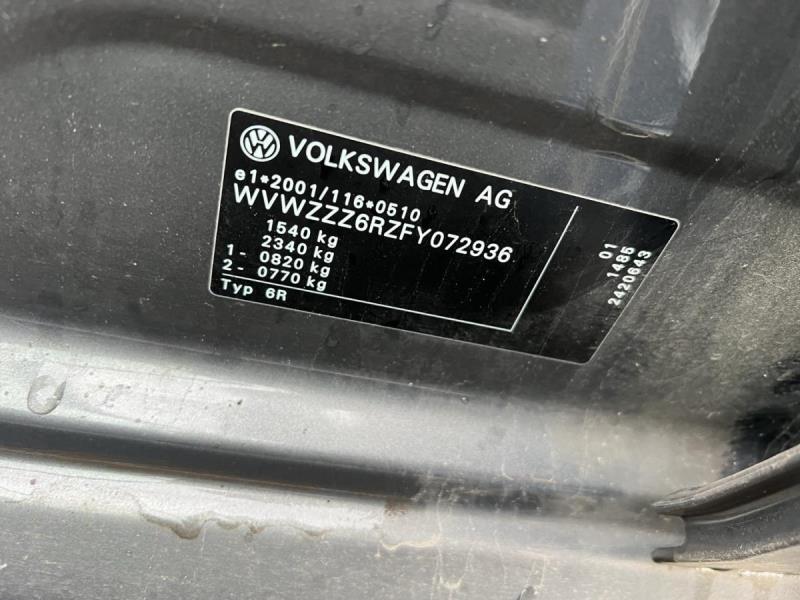 VOLKSWAGEN AG
e1*2001/116*0510
WVWZZZ6RZFY072936
1540 kg
2340 kg
1 - 0820 kg
2 - 0770 kg
Typ 6R
01
1485
2420643